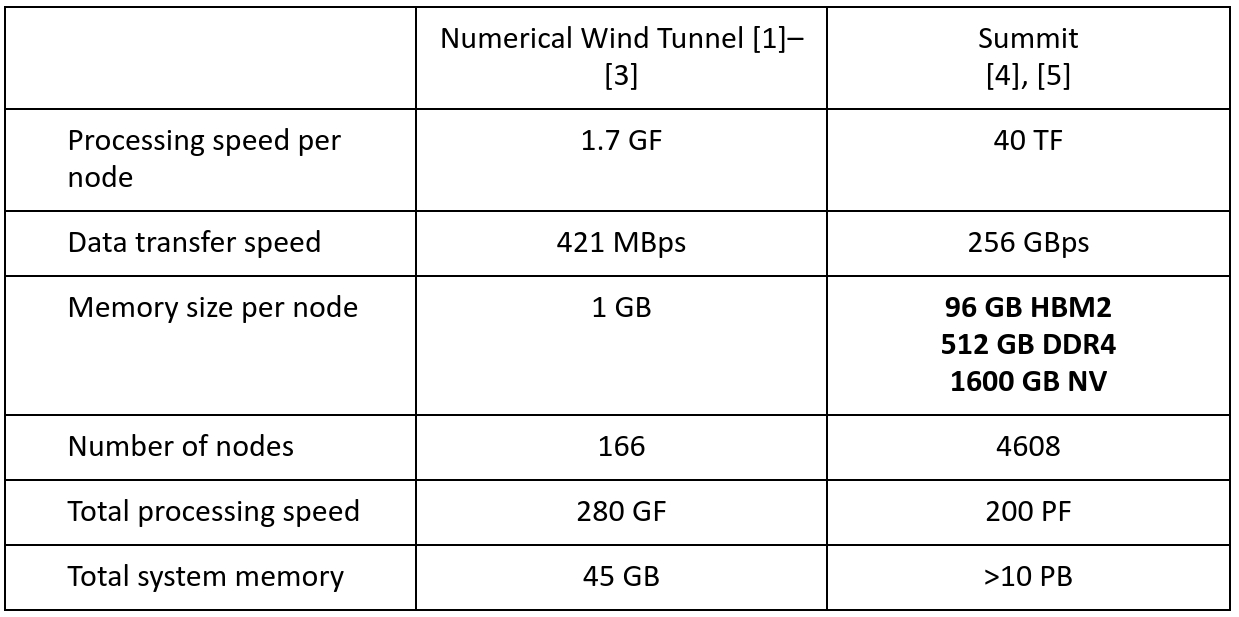 Numerical Wind Tunnel [1]–
[3]
Summit
[4], [5]
Processing speed per
node
1.7 GF
40 TF
Data transfer speed
421 MBps
256 GBps
Memory size per node
1 GB
96 GB HBM2
512 GB DDR4
1600 GB NV
Number of nodes
166
4608
Total processing speed
280 GF
200 PF
Total system memory
45 GB
>10 PB